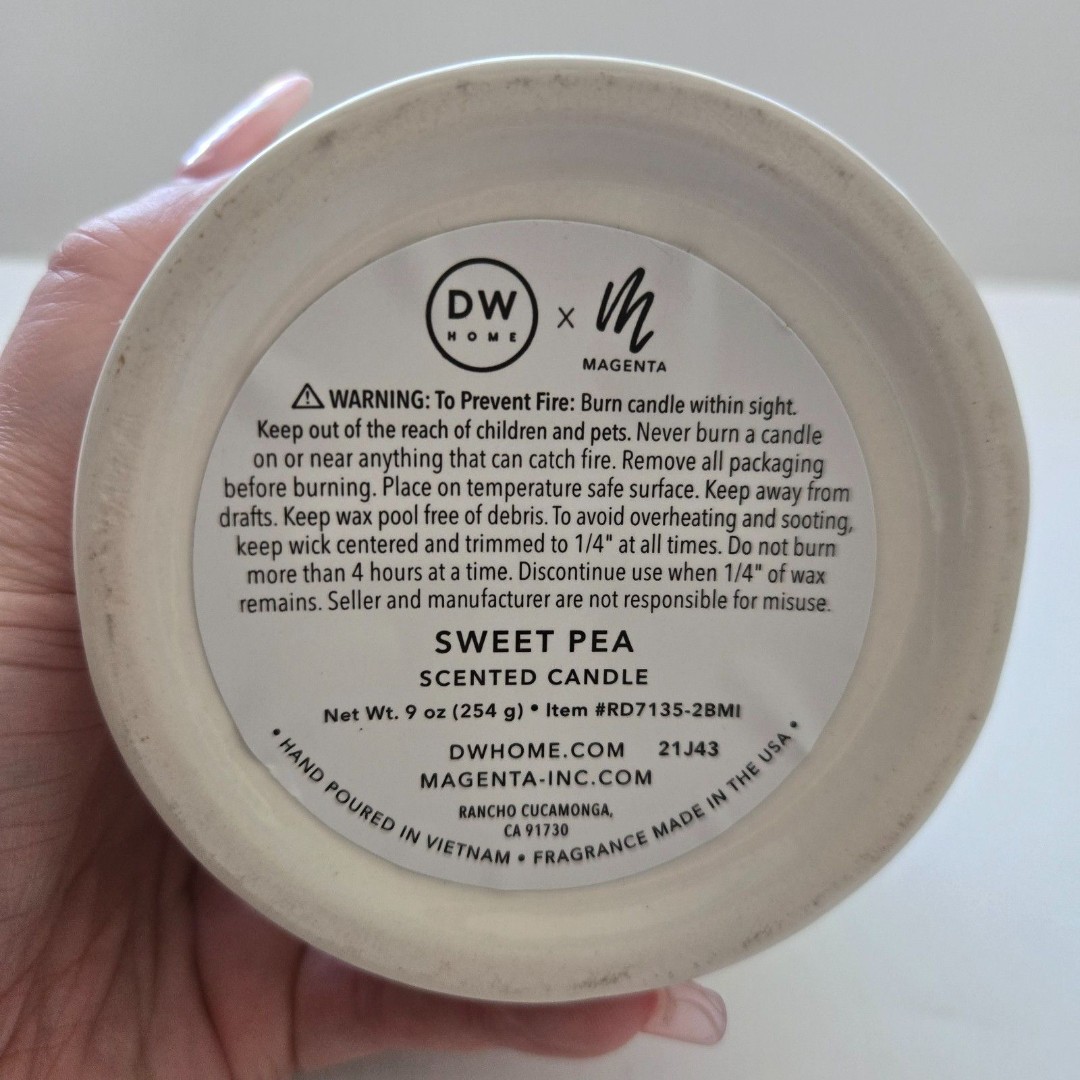 DW
HOME
x
M
MAGENTA
⚠ WARNING: To Prevent Fire: Burn candle within sight.
Keep out of the reach of children and pets. Never burn a candle
on or near anything that can catch fire. Remove all packaging
before burning. Place on temperature safe surface. Keep away from
drafts. Keep wax pool free of debris. To avoid overheating and sooting,
keep wick centered and trimmed to 1/4" at all times. Do not burn
more than 4 hours at a time. Discontinue use when 1/4" of wax
remains. Seller and manufacturer are not responsible for misuse.
SWEET PEA
SCENTED CANDLE
Net Wt. 9 oz (254 g) • Item #RD7135-2BMI
DWHOME.COM 21J43
MAGENTA-INC.COM
RANCHO CUCAMONGA,
CA 91730
• HAND POURED IN VIETNAM • FRAGRANCE MADE IN THE USA •